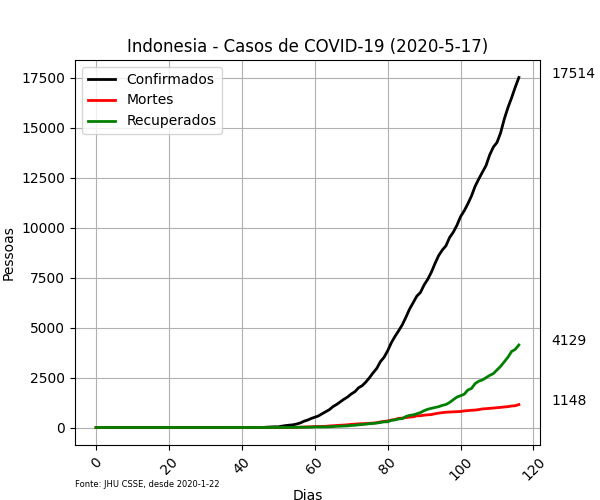 Indonesia - Casos de COVID-19 (2020-5-17)
Confirmados
Mortes
Recuperados
17514
4129
1148
17500
15000
12500
10000
7500
5000
2500
0
Pessoas
0
20
40
60
80
100
120
Dias
Fonte: JHU CSSE, desde 2020-1-22